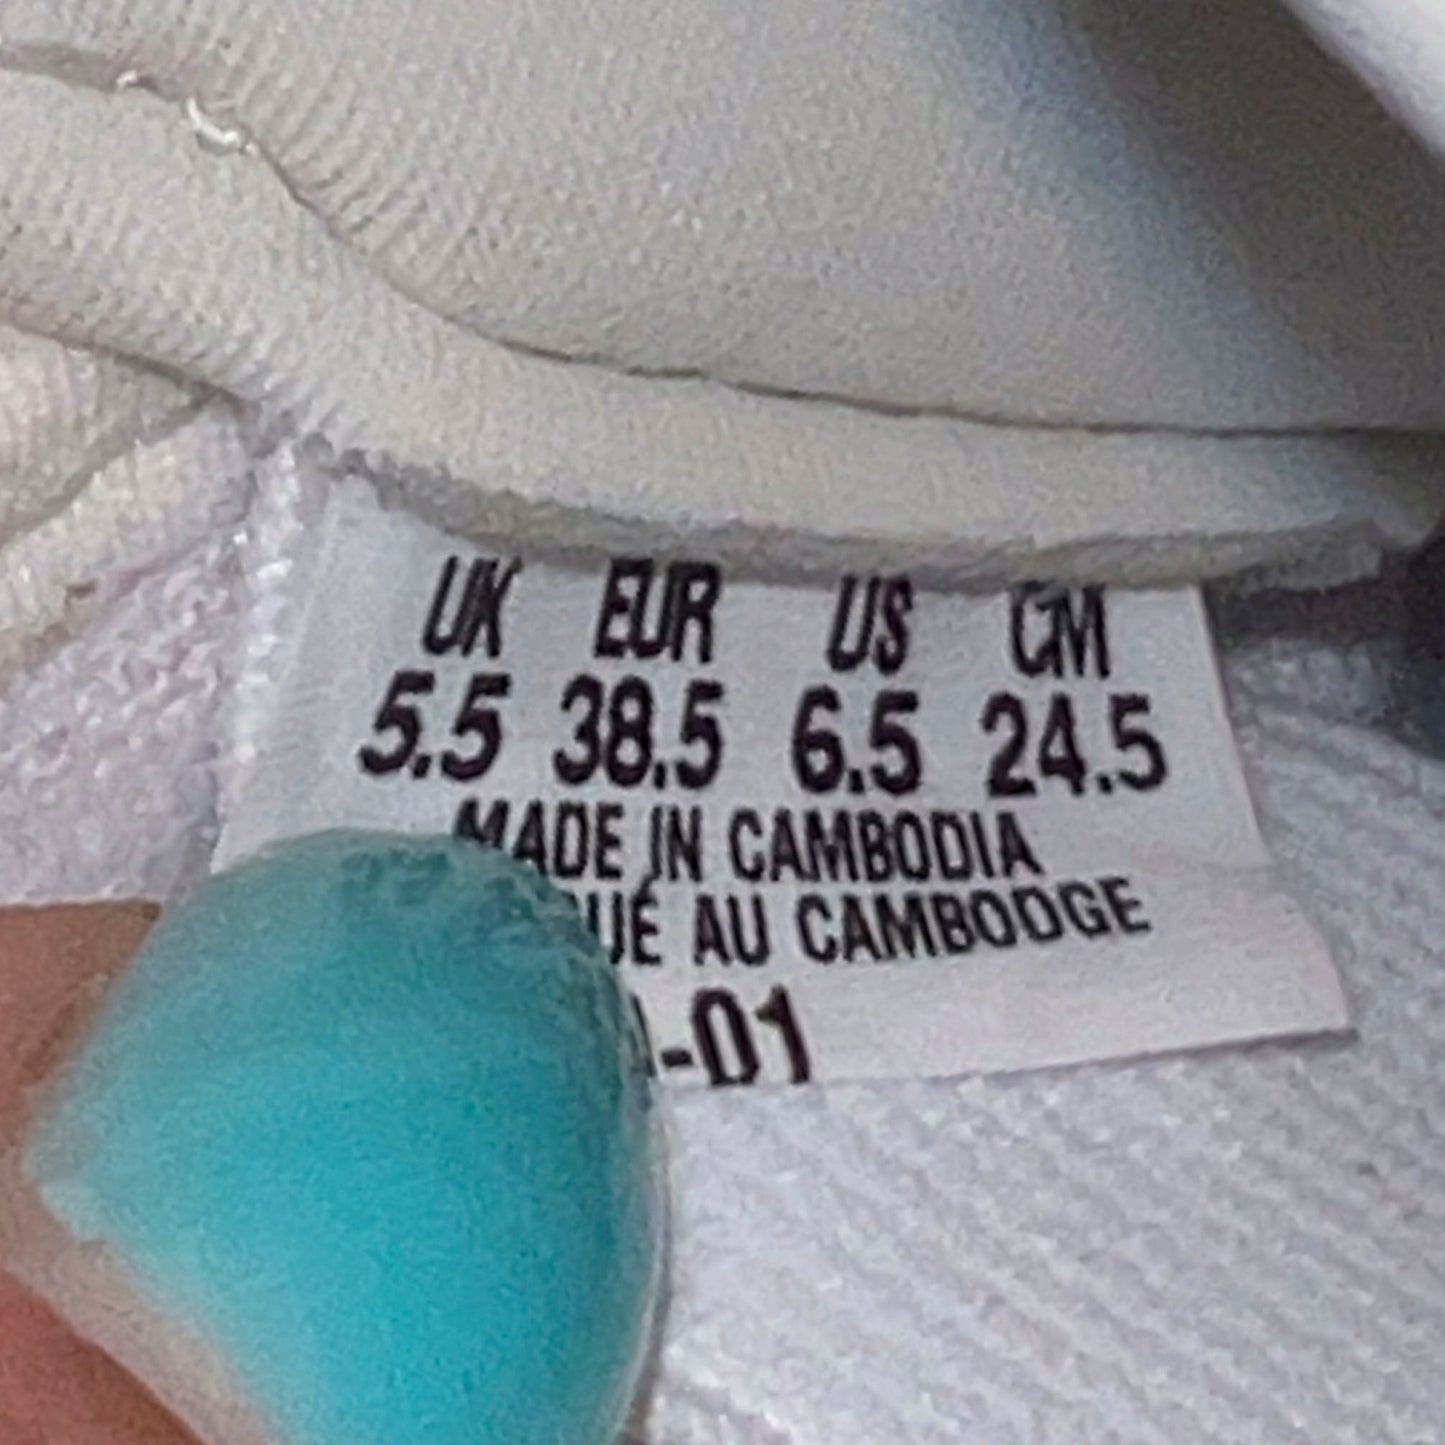 UK EUR US CM
5.5 38.5 6.5 24.5
MADE IN CAMBODIA
AU CAMBODGE
-01